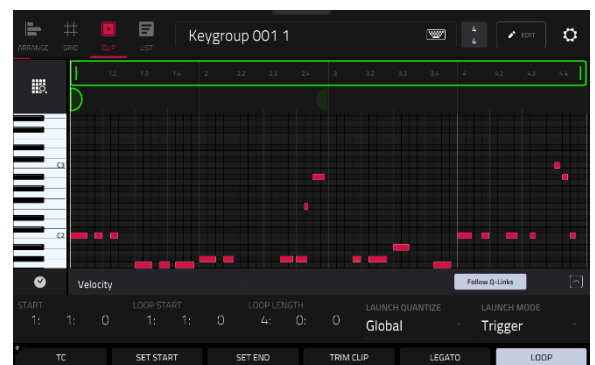 Keygroup 001 1
4
4
EDIT
ARRANGE GRID CLIP LIST
1.2 1.3 1.4 2 2.2 2.3 2.4 3 3.2 3.3 3.4 4 4.2 4.3 4.4
C3
C2
Velocity
Follow Q-Links
START LOOP START LOOP LENGTH LAUNCH QUANTIZE LAUNCH MODE
1: 1: 0 1: 1: 0 4: 0: 0 Global Trigger
TC SET START SET END TRIM CLIP LEGATO LOOP